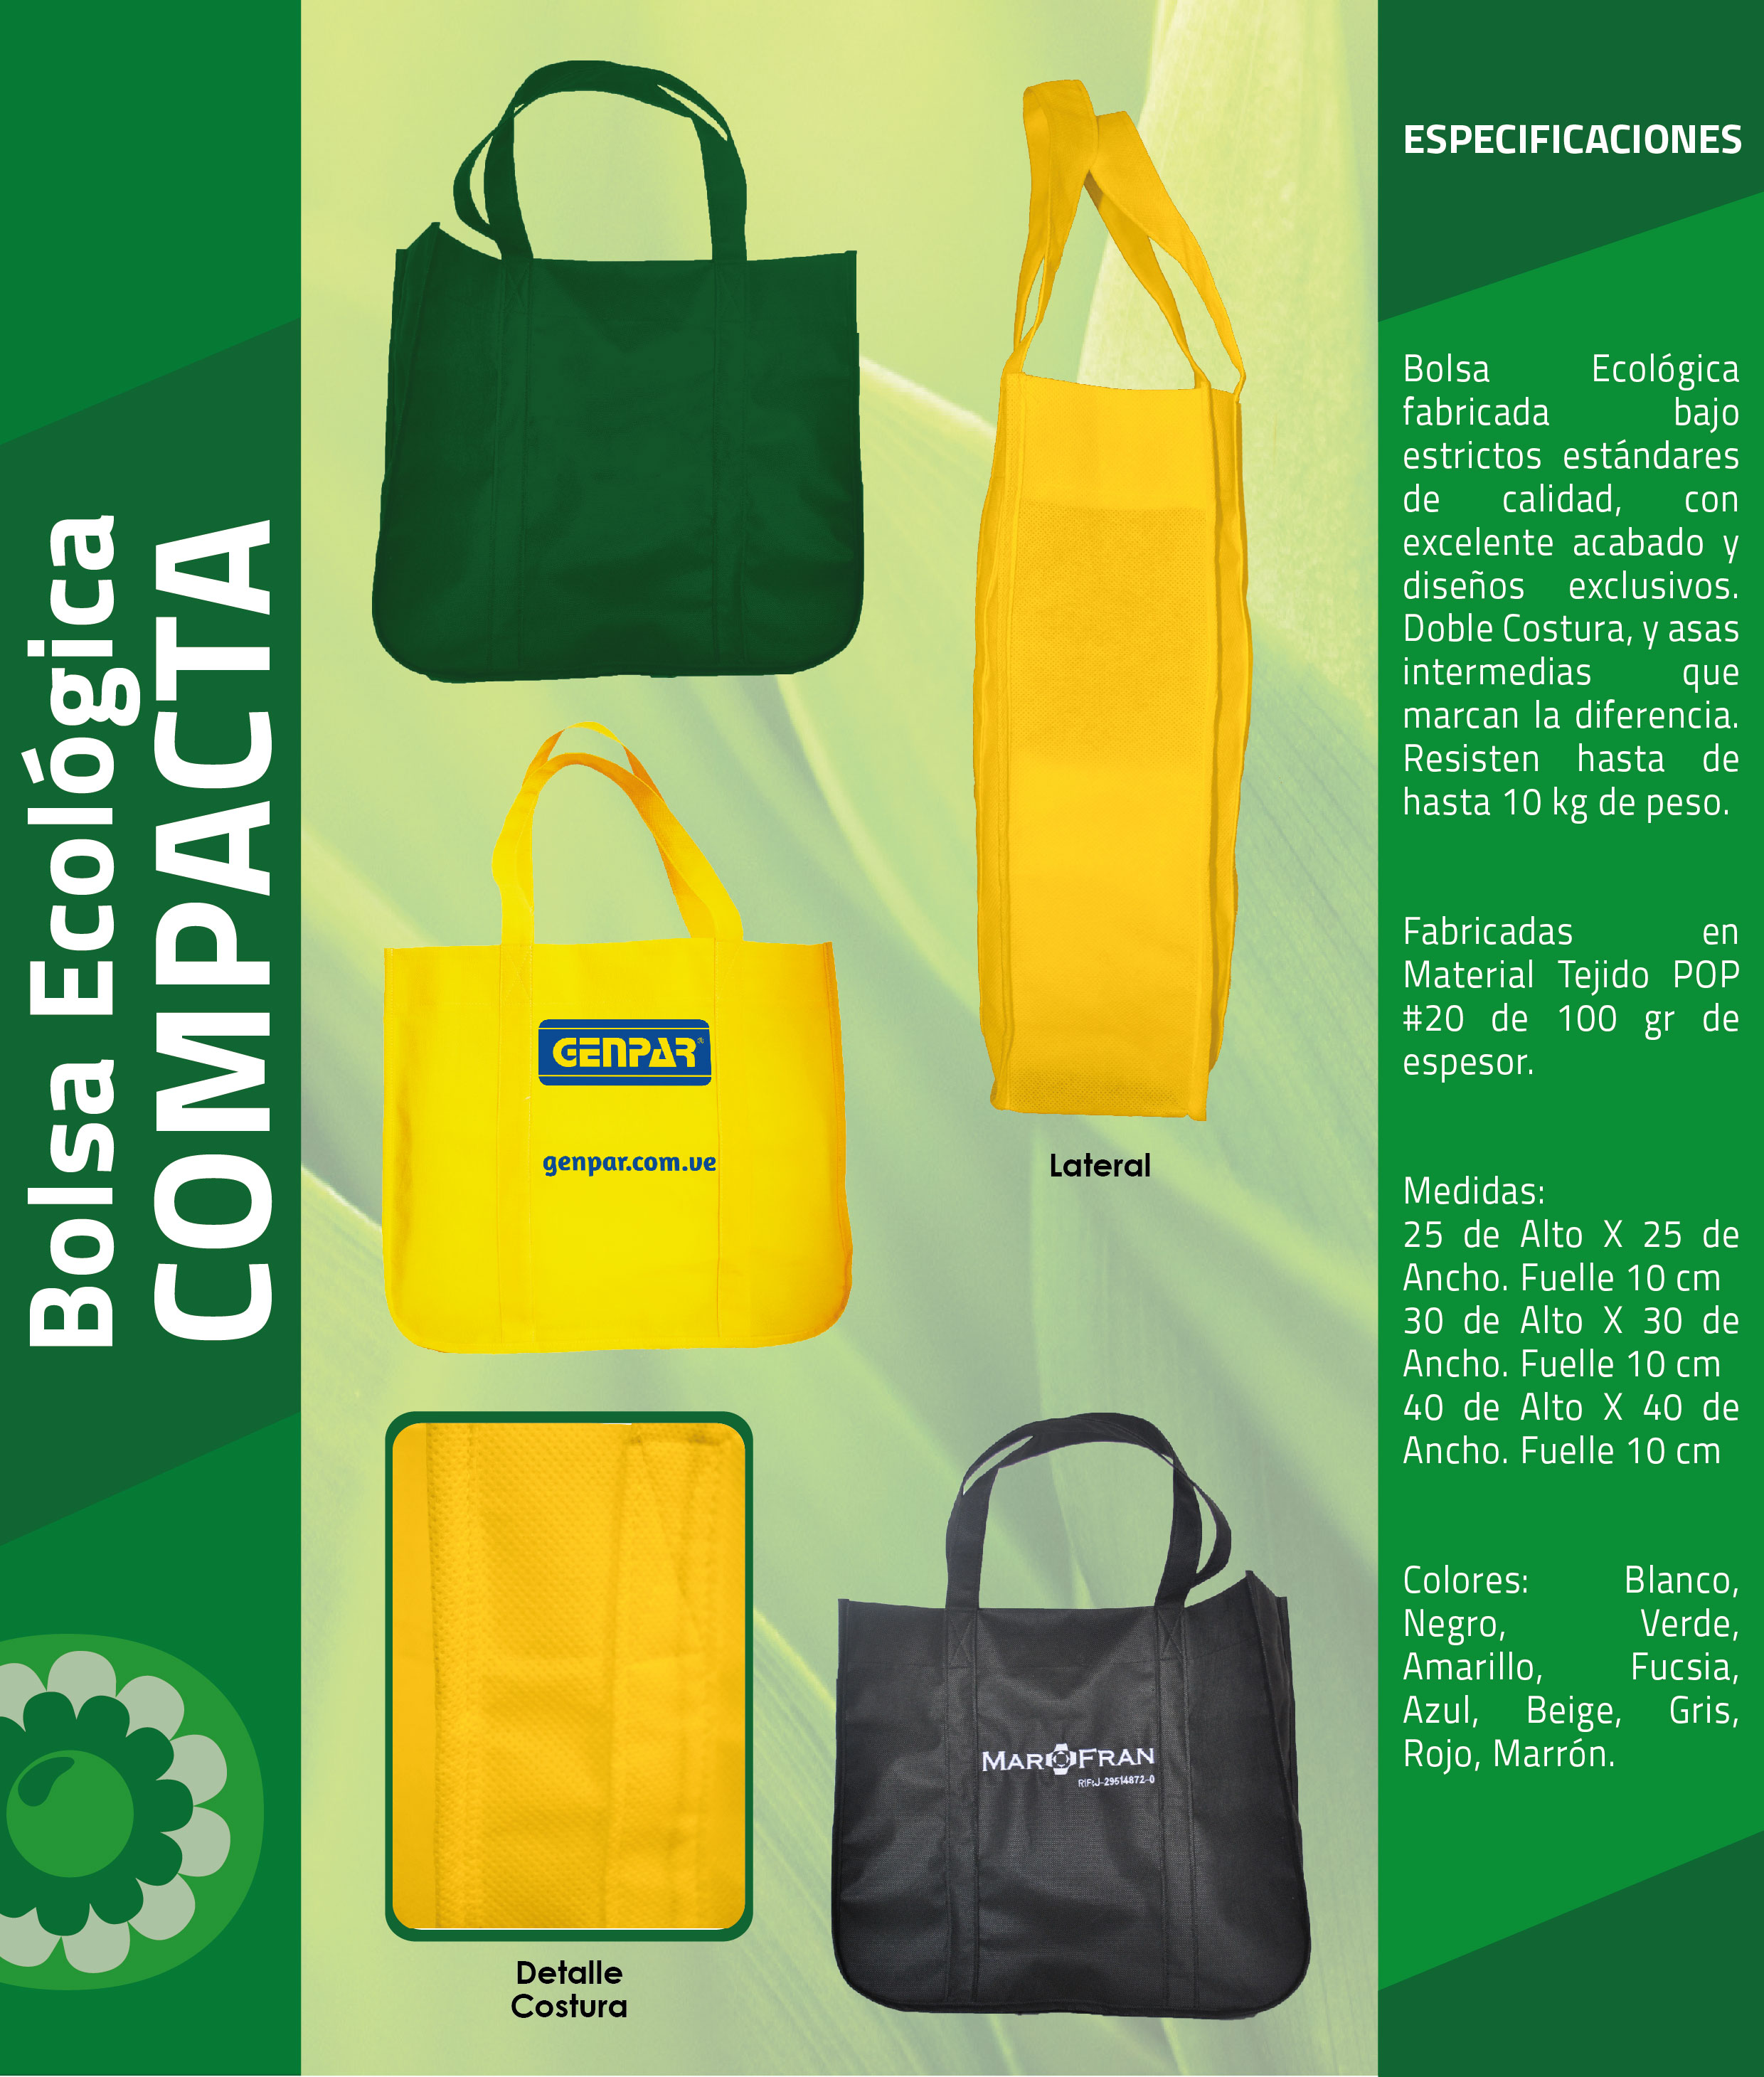 Bolsa Ecológica
COMPACTA
GENPAR®
genpar.com.ve
Lateral
Detalle
Costura
MAROFRAN
RIF:J-29514872-0
ESPECIFICACIONES
Bolsa Ecológica
fabricada bajo
estrictos estándares
de calidad, con
excelente acabado y
diseños exclusivos.
Doble Costura, y asas
intermedias que
marcan la diferencia.
Resisten hasta de
hasta 10 kg de peso.
Fabricadas en
Material Tejido POP
#20 de 100 gr de
espesor.
Medidas:
25 de Alto X 25 de
Ancho. Fuelle 10 cm
30 de Alto X 30 de
Ancho. Fuelle 10 cm
40 de Alto X 40 de
Ancho. Fuelle 10 cm
Colores: Blanco,
Negro, Verde,
Amarillo, Fucsia,
Azul, Beige, Gris,
Rojo, Marrón.